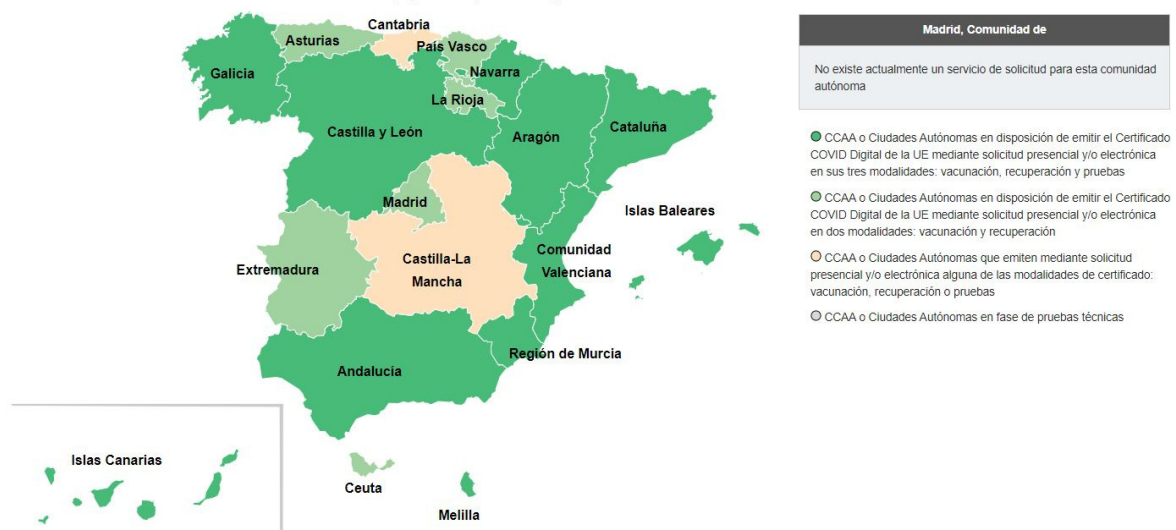 Cantabria
Asturias
País Vasco
Galicia
Navarra
La Rioja
Castilla y León
Aragón
Cataluña
Madrid
Islas Baleares
Extremadura
Castilla-La
Mancha
Comunidad
Valenciana
Región de Murcia
Andalucía
Islas Canarias
Ceuta
Melilla
Madrid, Comunidad de
No existe actualmente un servicio de solicitud para esta comunidad
autónoma
CCAA o Ciudades Autónomas en disposición de emitir el Certificado
COVID Digital de la UE mediante solicitud presencial y/o electrónica
en sus tres modalidades: vacunación, recuperación y pruebas
CCAA o Ciudades Autónomas en disposición de emitir el Certificado
COVID Digital de la UE mediante solicitud presencial y/o electrónica
en dos modalidades: vacunación y recuperación
CCAA o Ciudades Autónomas que emiten mediante solicitud
presencial y/o electrónica alguna de las modalidades de certificado:
vacunación, recuperación o pruebas
CCAA o Ciudades Autónomas en fase de pruebas técnicas